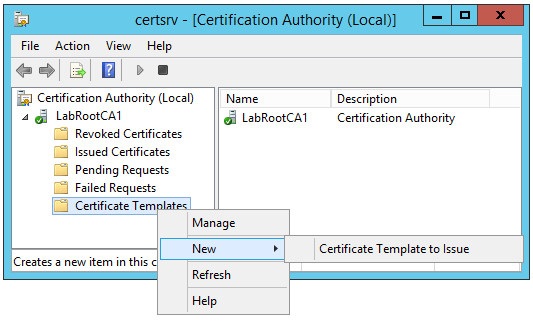 certsrv - [Certification Authority (Local)]
File Action View Help
Certification Authority (Local)
LabRootCA1
Revoked Certificates
Issued Certificates
Pending Requests
Failed Requests
Certificate Templates
Name Description
LabRootCA1 Certification Authority
Manage
New Certificate Template to Issue
Refresh
Help
Creates a new item in this c